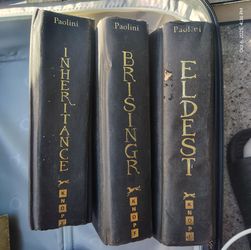 Paolini
INHERITANCE
KNOPF
Paolini
BRISINGR
KNOPF
Paolini
ELDEST
KNOPF